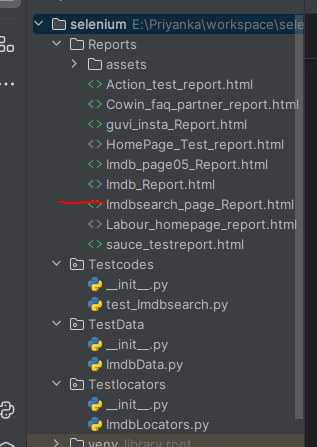 selenium E:\Priyanka\workspace\sele
Reports
assets
Action_test_report.html
Cowin_faq_partner_report.html
guvi_insta_Report.html
HomePage_Test_report.html
Imdb_page05_Report.html
Imdb_Report.html
Imdbsearch_page_Report.html
Labour_homepage_report.html
sauce_testreport.html
Testcodes
__init__.py
test_Imdbsearch.py
TestData
__init__.py
ImdbData.py
Testlocators
__init__.py
ImdbLocators.py
venv library root